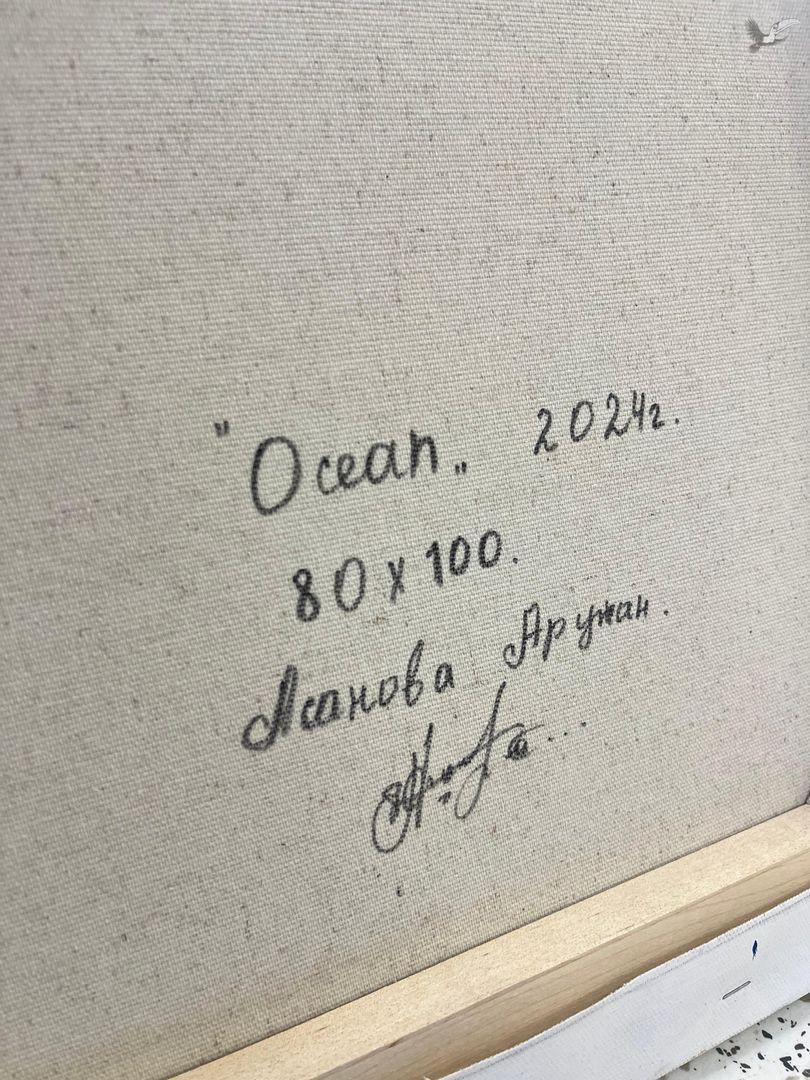 "Ocean„ 2024г.
80 x 100.
Асанова Аружан.